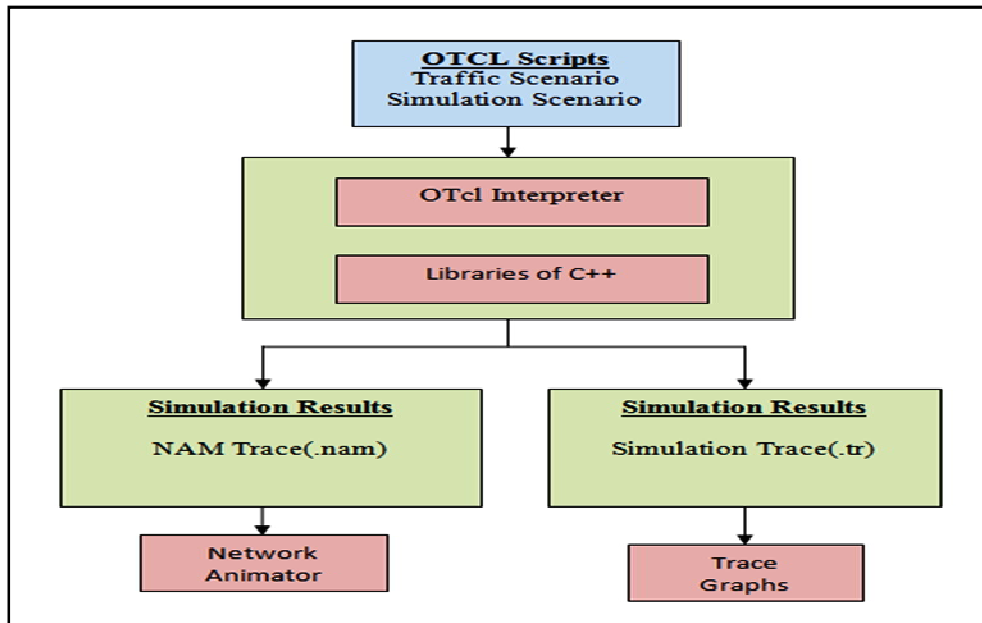 OTCL Scripts
Traffic Scenario
Simulation Scenario
OTcl Interpreter
Libraries of C++
Simulation Results
NAM Trace(.nam)
Simulation Results
Simulation Trace(.tr)
Network
Animator
Trace
Graphs